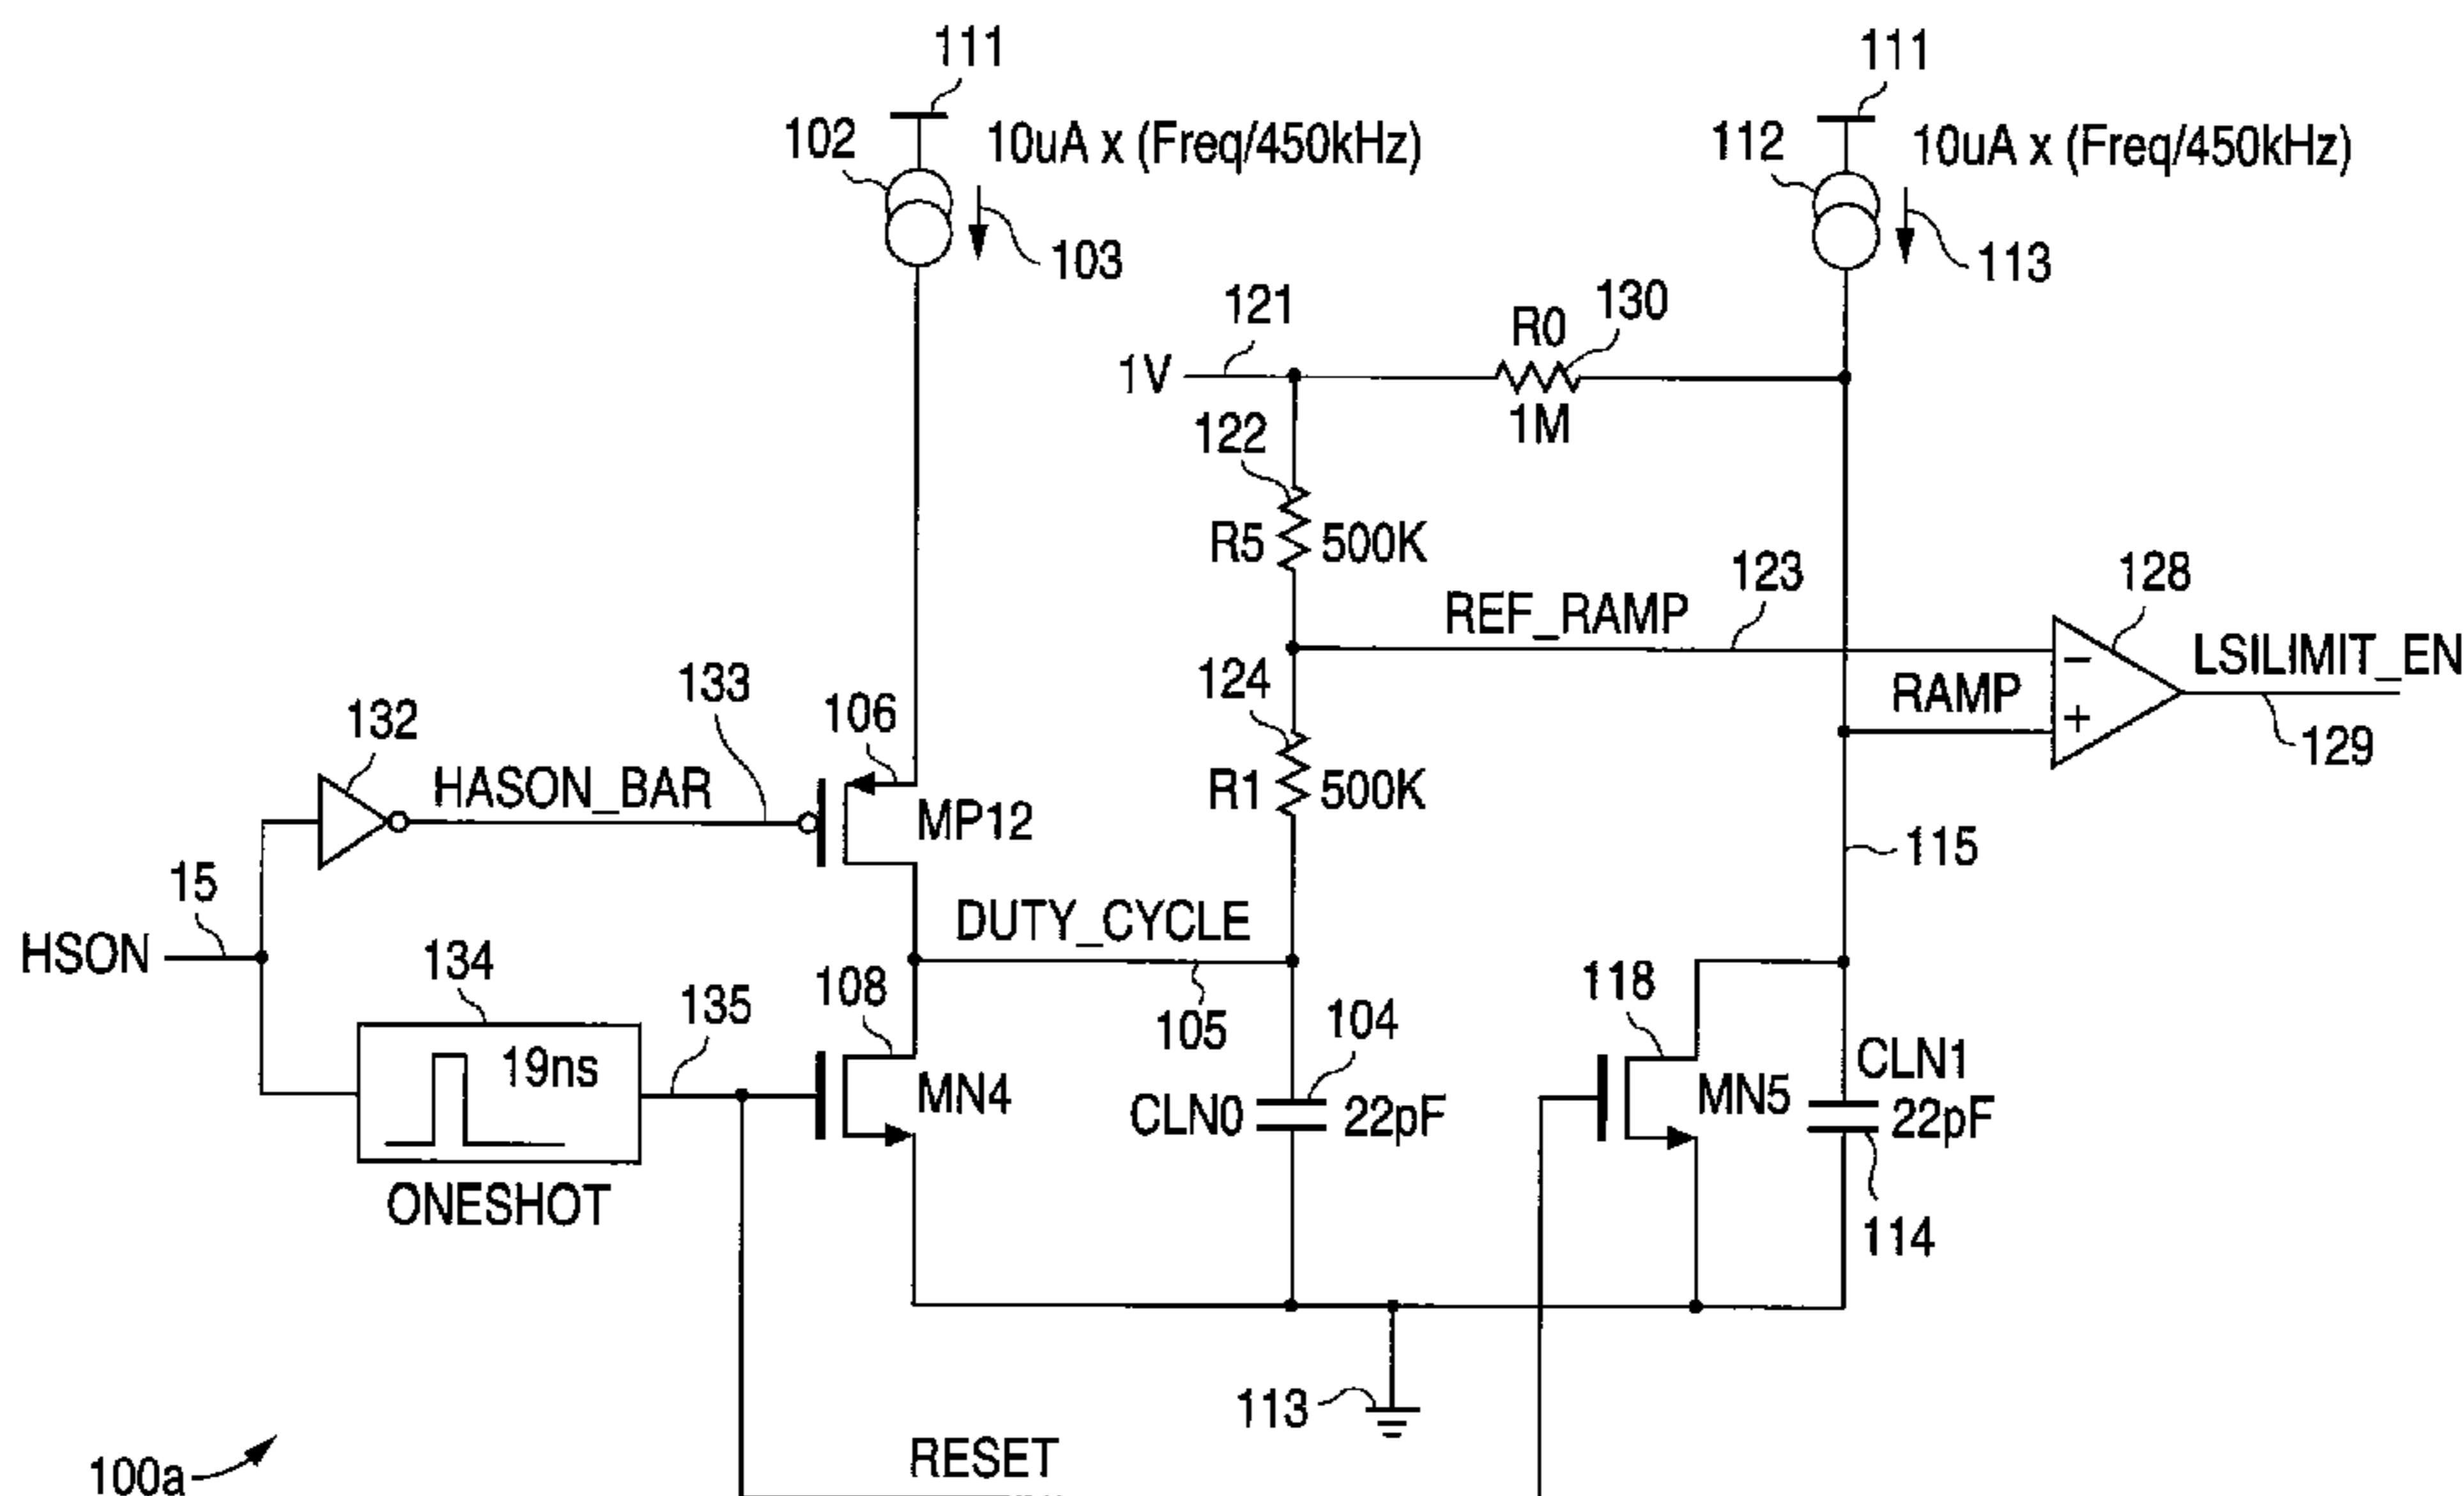 111
111
102
10uA x (Freq/450kHz)
112
10uA x (Freq/450kHz)
103
113
121
R0
130
1V
1M
122
R5
500K
REF_RAMP
123
128
LSILIMIT_EN
124
RAMP
129
132
HASON_BAR
133
106
R1
500K
MP12
115
15
HSON
DUTY_CYCLE
134
135
108
105
104
118
19ns
CLN1
MN4
CLN0
22pF
MN5
22pF
ONESHOT
114
113
RESET
100a